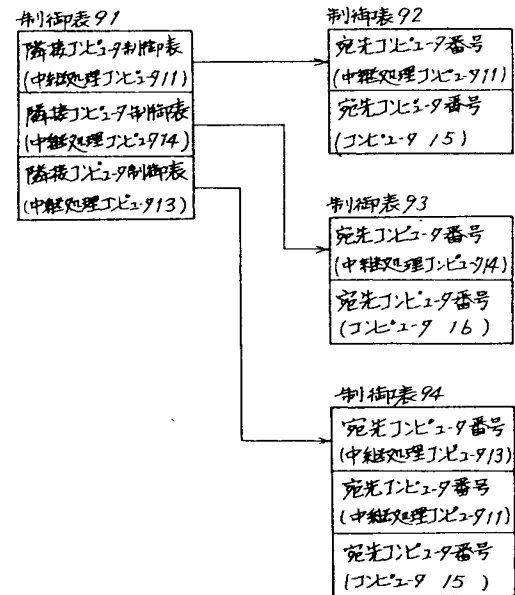 制御表91
隣接コンピュータ制御表
(中継処理コンピュータ11)
隣接コンピュータ制御表
(中継処理コンピュータ14)
隣接コンピュータ制御表
(中継処理コンピュータ13)
制御表92
宛先コンピュータ番号
(中継処理コンピュータ11)
宛先コンピュータ番号
(コンピュータ 15)
制御表93
宛先コンピュータ番号
(中継処理コンピュータ14)
宛先コンピュータ番号
(コンピュータ 16)
制御表94
宛先コンピュータ番号
(中継処理コンピュータ13)
宛先コンピュータ番号
(中継処理コンピュータ11)
宛先コンピュータ番号
(コンピュータ 15)